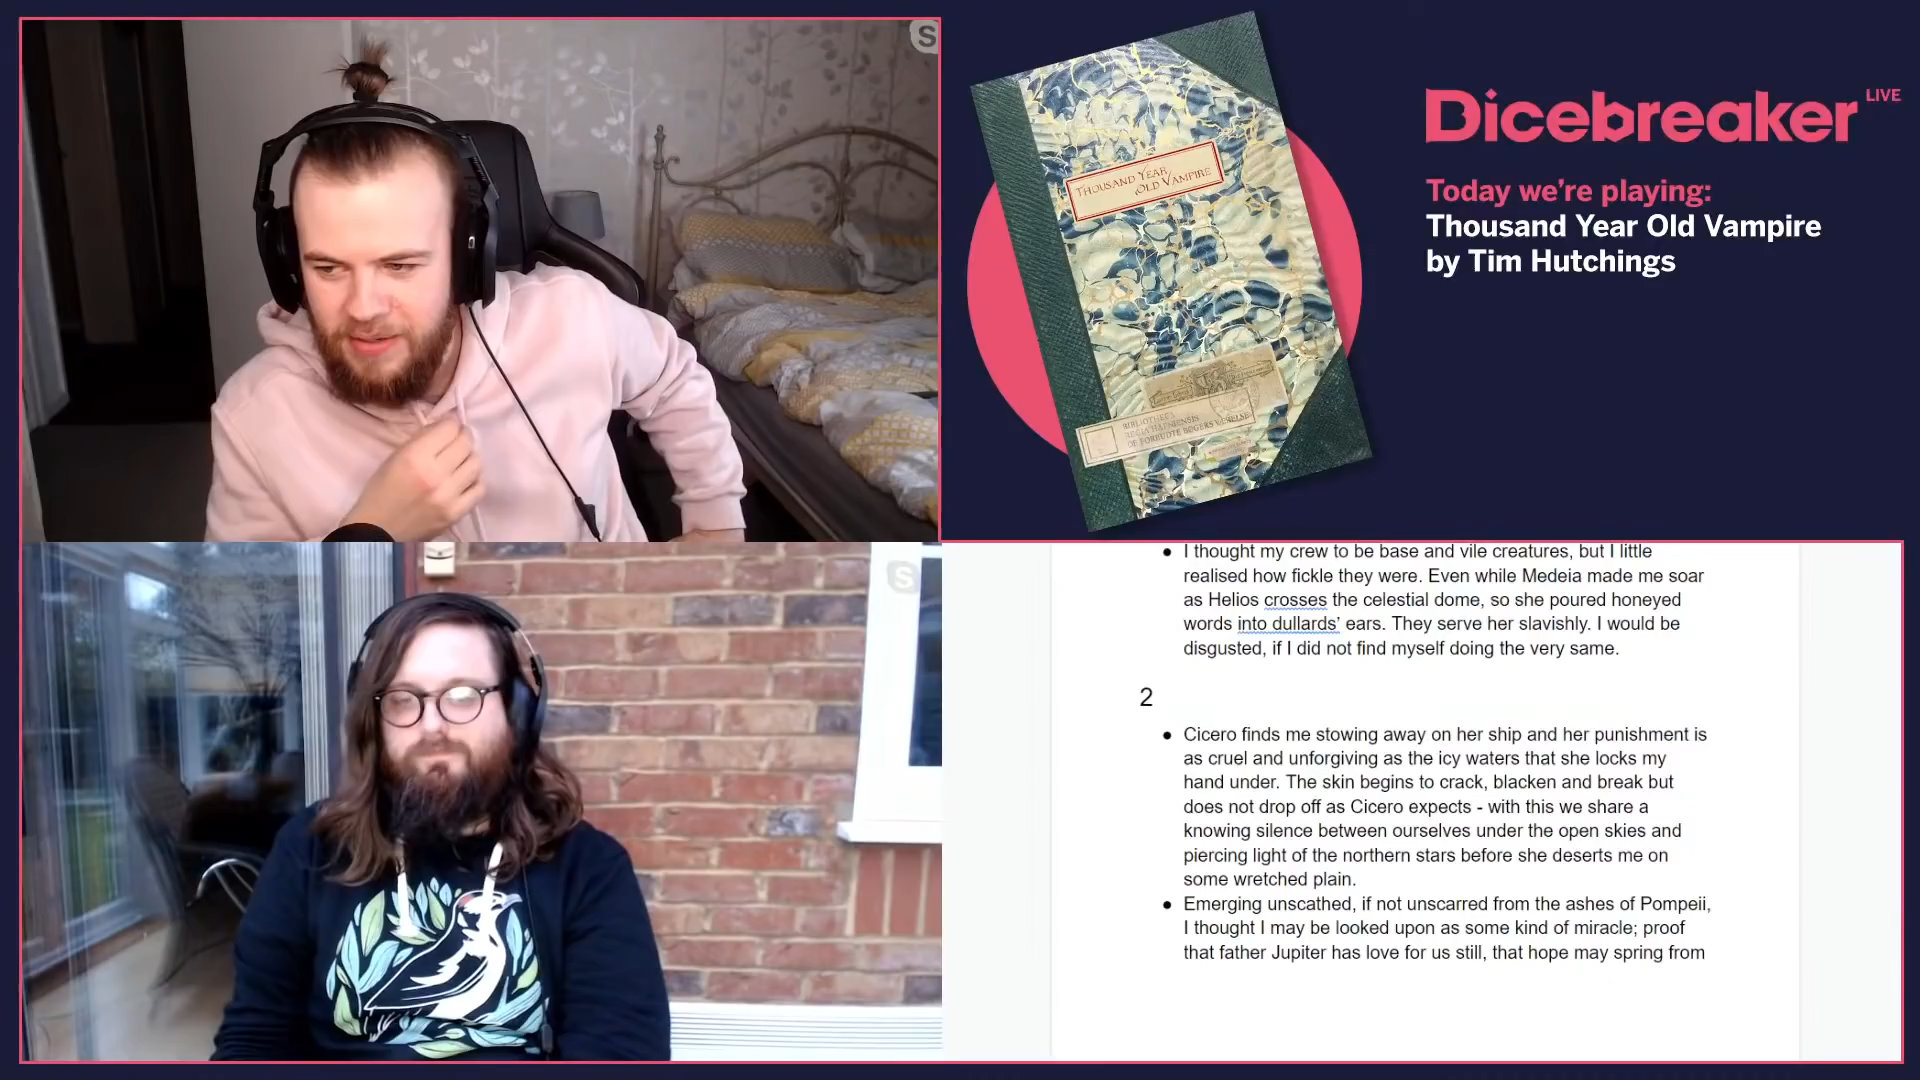 S
THOUSAND YEAR
OLD VAMPIRE
BIBLIOTHECA
REGIA HAFNIENSIS
DE FORBUDTE BOGERS
Dicebreaker LIVE
Today we're playing:
Thousand Year Old Vampire
by Tim Hutchings
S
• I thought my crew to be base and vile creatures, but I little
realised how fickle they were. Even while Medeia made me soar
as Helios crosses the celestial dome, so she poured honeyed
words into dullards' ears. They serve her slavishly. I would be
disgusted, if I did not find myself doing the very same.
2
• Cicero finds me stowing away on her ship and her punishment is
as cruel and unforgiving as the icy waters that she locks my
hand under. The skin begins to crack, blacken and break but
does not drop off as Cicero expects - with this we share a
knowing silence between ourselves under the open skies and
piercing light of the northern stars before she deserts me on
some wretched plain.
• Emerging unscathed, if not unscarred from the ashes of Pompeii,
I thought I may be looked upon as some kind of miracle; proof
that father Jupiter has love for us still, that hope may spring from